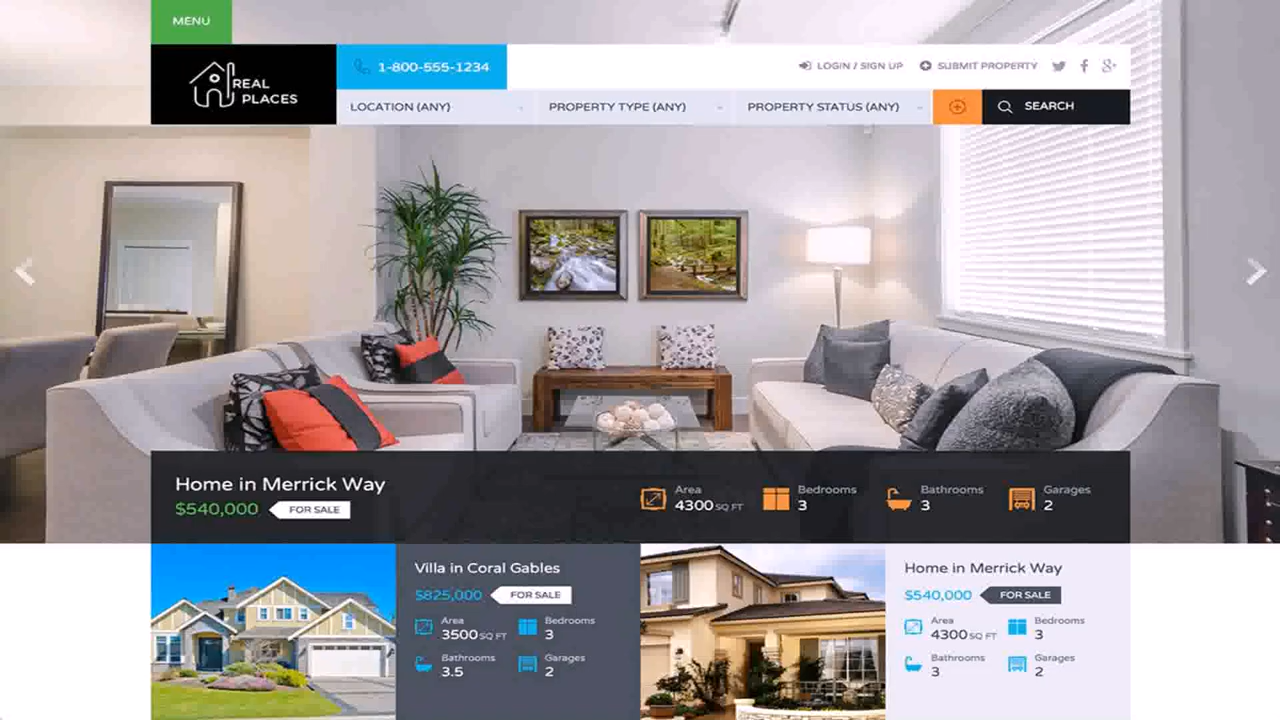 MENU
REAL
PLACES
1-800-555-1234
LOGIN / SIGN UP
SUBMIT PROPERTY
LOCATION (ANY)
PROPERTY TYPE (ANY)
PROPERTY STATUS (ANY)
SEARCH
Home in Merrick Way
$540,000
FOR SALE
Area
4300 SQ FT
Bedrooms
3
Bathrooms
3
Garages
2
Villa in Coral Gables
$825,000
FOR SALE
Area
3500 SQ FT
Bedrooms
3
Bathrooms
3.5
Garages
2
Home in Merrick Way
$540,000
FOR SALE
Area
4300 SQ FT
Bedrooms
3
Bathrooms
3
Garages
2